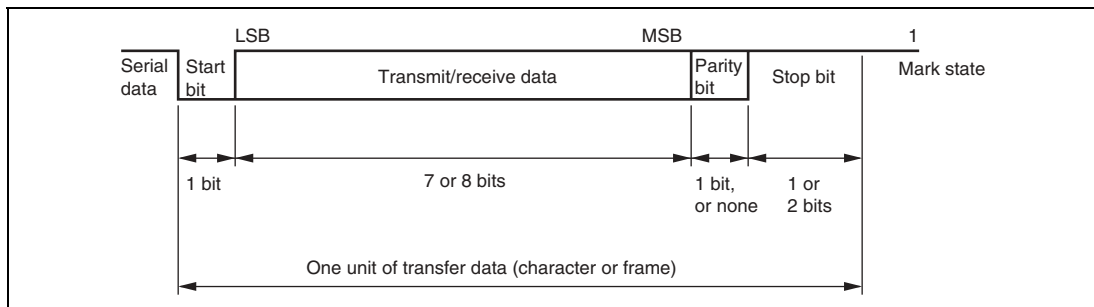 LSB
MSB
1
Serial
data
Start
bit
Transmit/receive data
Parity
bit
Stop bit
Mark state
1 bit
7 or 8 bits
1 bit,
or none
1 or
2 bits
One unit of transfer data (character or frame)